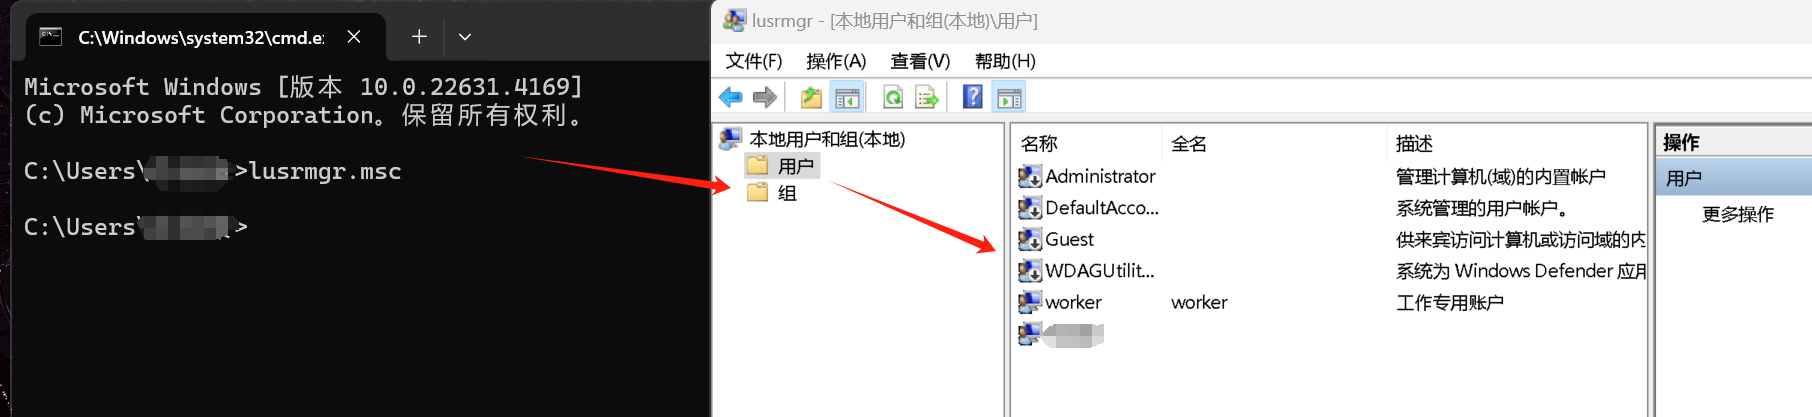 C:\Windows\system32\cmd.e
Microsoft Windows [版本 10.0.22631.4169]
(c) Microsoft Corporation。保留所有权利。
C:\Users\ >lusrmgr.msc
C:\Users\ >
lusrmgr - [本地用户和组(本地)\用户]
文件(F) 操作(A) 查看(V) 帮助(H)
本地用户和组(本地)
用户
组
名称 全名 描述
Administrator 管理计算机(域)的内置帐户
DefaultAcco... 系统管理的用户帐户。
Guest 供来宾访问计算机或访问域的内
WDAGUtilit... 系统为 Windows Defender 应用
worker worker 工作专用账户
操作
用户
更多操作